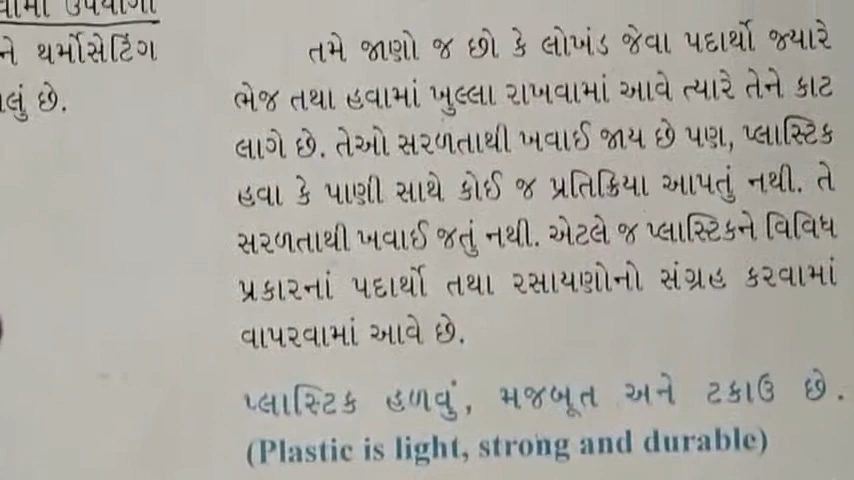 ને થર્મોસેટિંગ
છે.
તમે જાણો જ છો કે લોખંડ જેવા પદાર્થો જ્યારે
ભેજ તથા હવામાં ખુલ્લા રાખવામાં આવે ત્યારે તેને કાટ
લાગે છે. તેઓ સરળતાથી ખવાઈ જાય છે પણ, પ્લાસ્ટિક
હવા કે પાણી સાથે કોઈ જ પ્રતિક્રિયા આપતું નથી. તે
સરળતાથી ખવાઈ જતું નથી. એટલે જ પ્લાસ્ટિકને વિવિધ
પ્રકારનાં પદાર્થો તથા રસાયણોનો સંગ્રહ કરવામાં
વાપરવામાં આવે છે.
પ્લાસ્ટિક હળવું, મજબૂત અને ટકાઉ છે.
(Plastic is light, strong and durable)